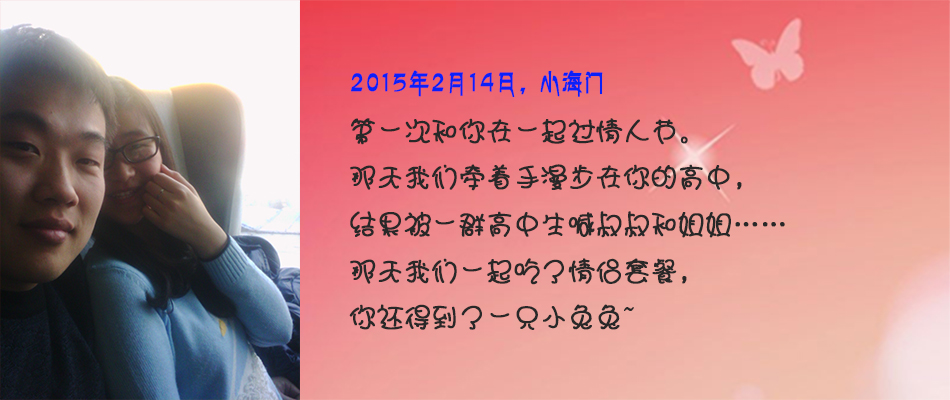 2015年2月14日，小海门
第一次和你在一起过情人节。
那天我们牵着手漫步在你的高中，
结果被一群高中生喊叔叔和姐姐……
那天我们一起吃了情侣套餐，
你还得到了一只小兔兔~